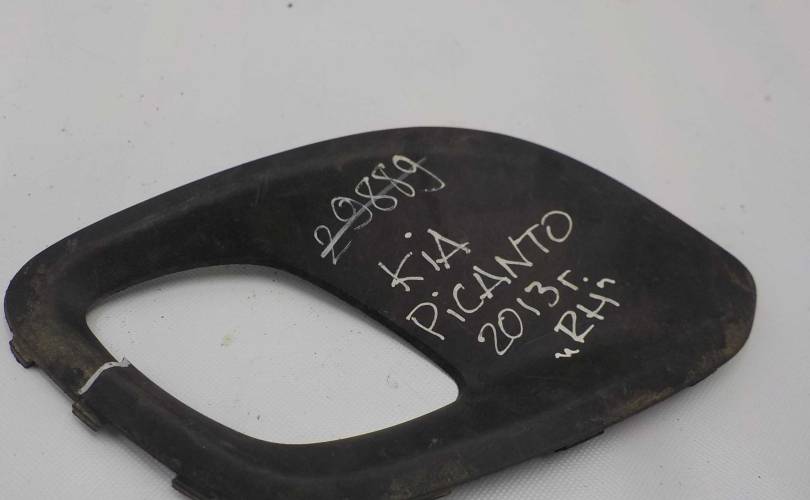 29889
KiA
PiCANTO
2013г.
"RH"